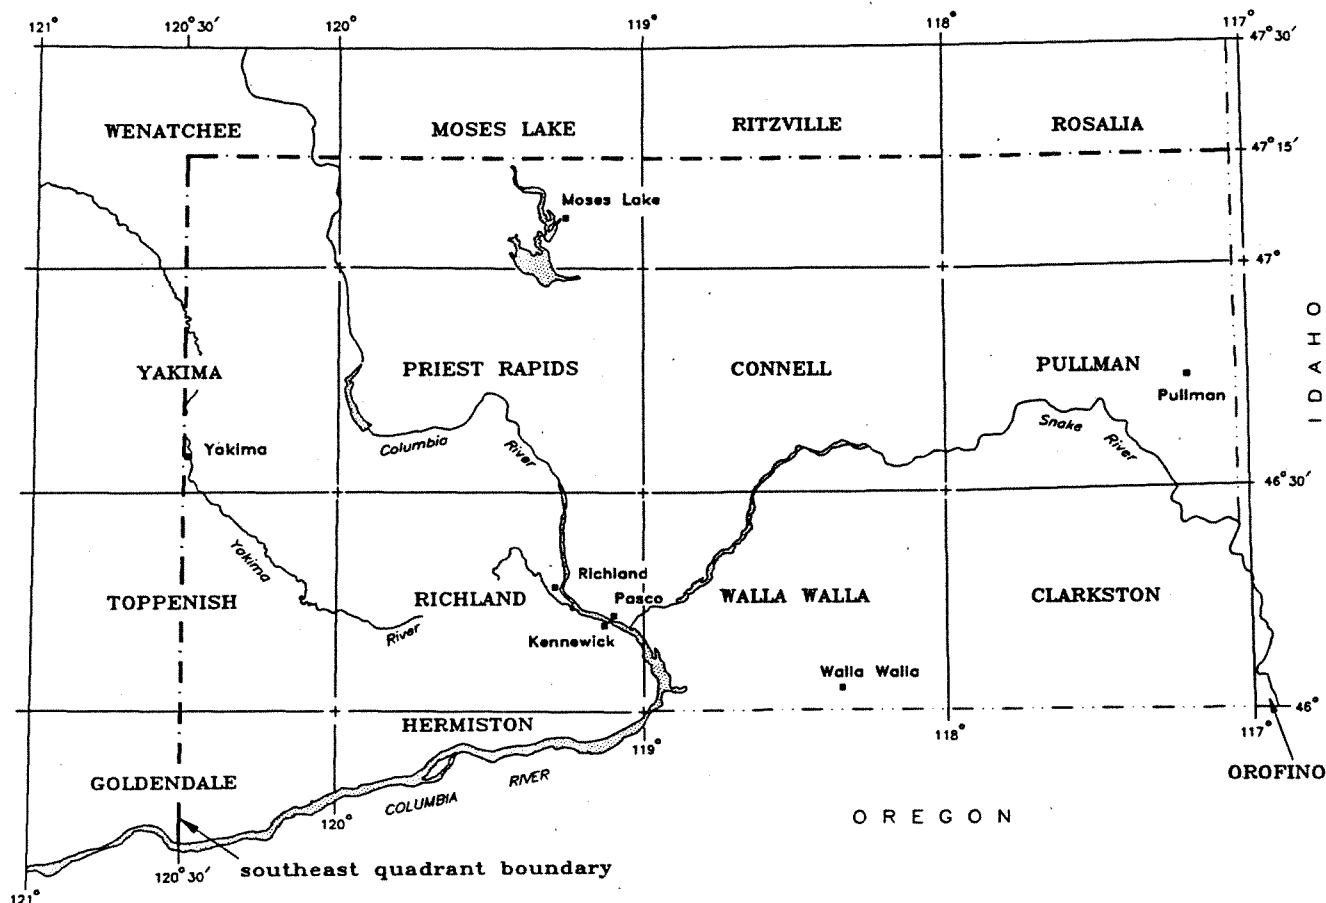 121°
120°30′
120°
119°
118°
117°
47°30′
WENATCHEE
MOSES LAKE
RITZVILLE
ROSALIA
47°15′
Moses Lake
47°
IDAHO
YAKIMA
PRIEST RAPIDS
CONNELL
PULLMAN
Pullman
Columbia
River
Snake
River
Yakima
46°30′
Yakima
River
TOPPENISH
RICHLAND
Richland
Pasco
Kennewick
WALLA WALLA
CLARKSTON
Walla Walla
46°
HERMISTON
119°
118°
117°
GOLDENDALE
COLUMBIA
RIVER
OROFINO
120°
OREGON
southeast quadrant boundary
120°30′
121°